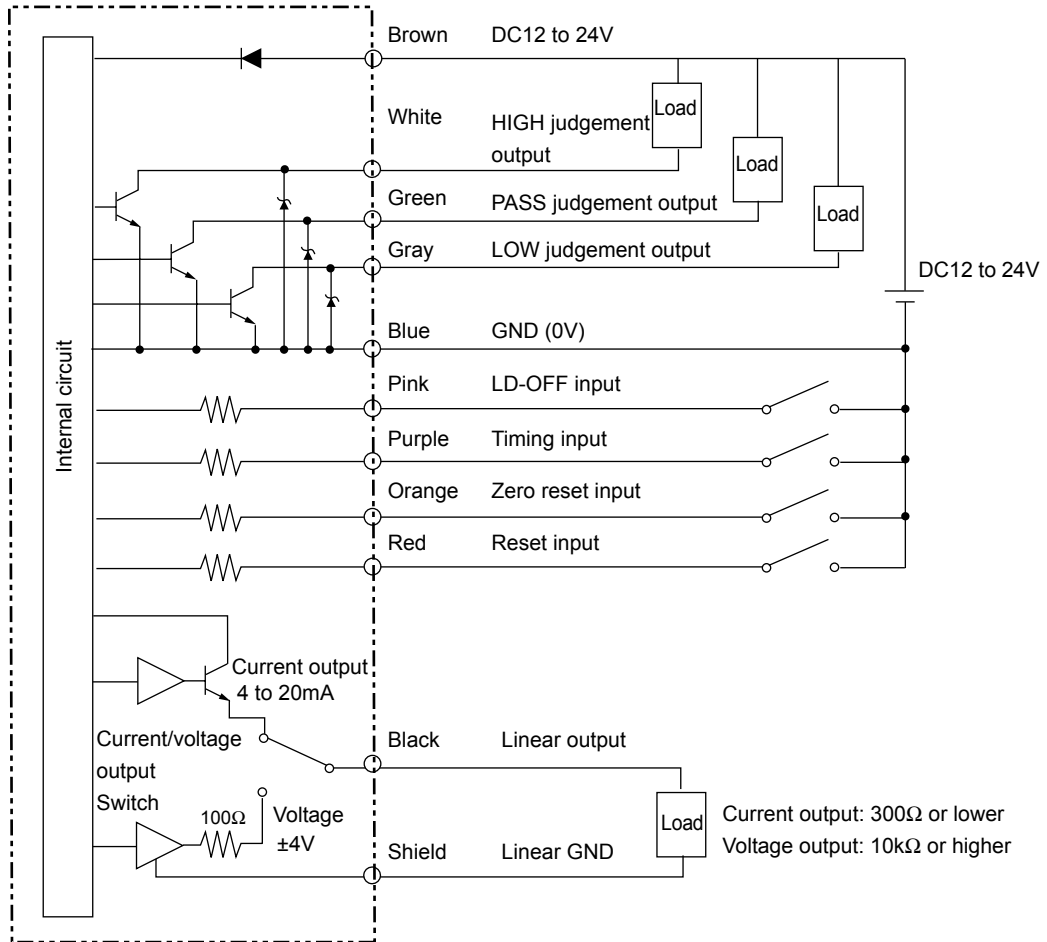 Brown DC12 to 24V
Load
White HIGH judgement
output
Load
Green PASS judgement output
Load
Gray LOW judgement output
DC12 to 24V
Blue GND (0V)
Internal circuit
Pink LD-OFF input
Purple Timing input
Orange Zero reset input
Red Reset input
Current output
4 to 20mA
Current/voltage
output
Switch
Black Linear output
100Ω
Voltage
±4V
Load
Current output: 300Ω or lower
Voltage output: 10kΩ or higher
Shield Linear GND